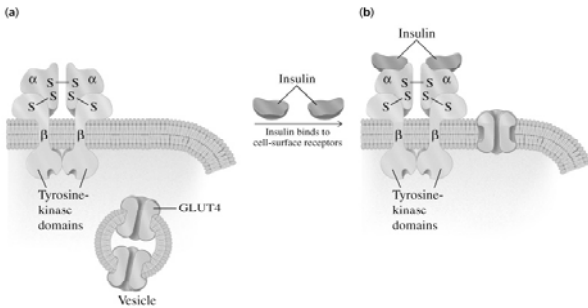 (a)
α
S
S
α
S
S
S
S
β
β
Tyrosine-
kinase
domains
GLUT4
Vesicle
Insulin
Insulin binds to
cell-surface receptors
(b)
Insulin
α
S
S
α
S
S
S
S
β
β
Tyrosine-
kinase
domains